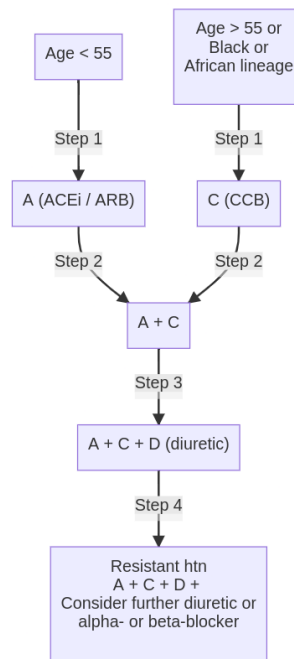 Age < 55
Age > 55 or
Black or
African lineage
Step 1
Step 1
A (ACEi / ARB)
C (CCB)
Step 2
Step 2
A + C
Step 3
A + C + D (diuretic)
Step 4
Resistant htn
A + C + D +
Consider further diuretic or
alpha- or beta-blocker